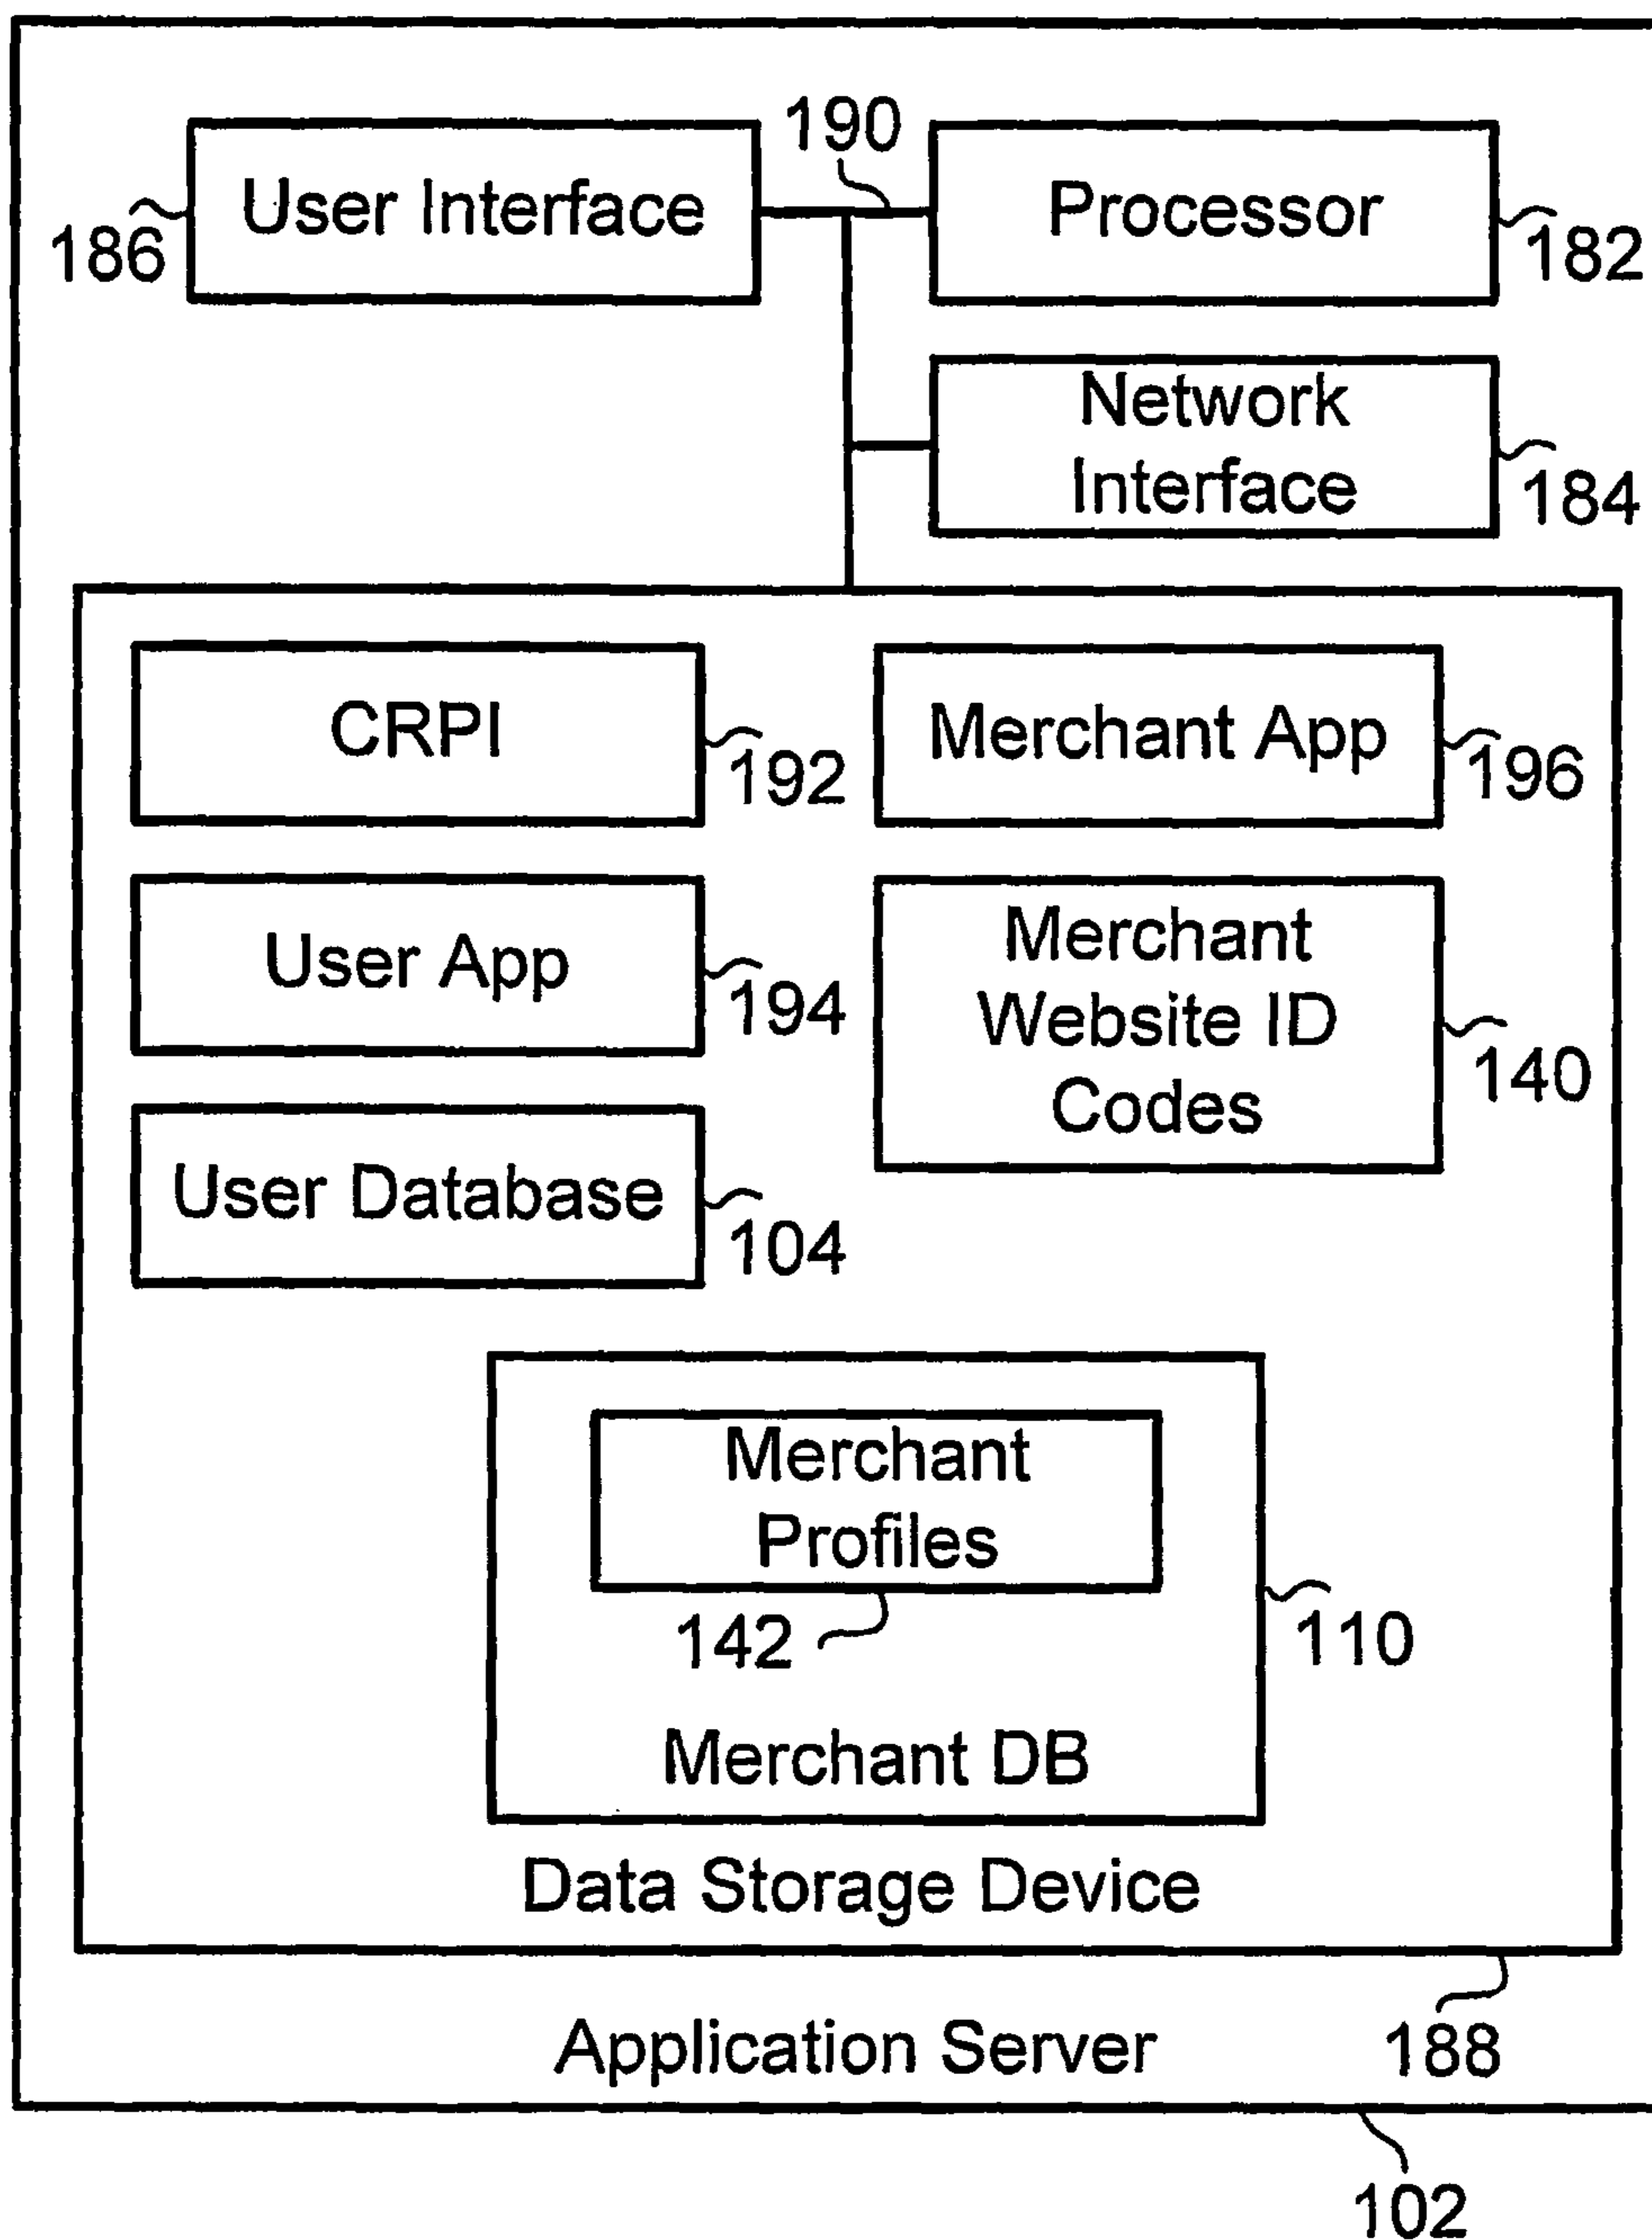 190
User Interface
Processor
186
182
Network
Interface
184
CRPI
192
Merchant App
196
User App
194
Merchant
Website ID
Codes
140
User Database
104
Merchant
Profiles
142
110
Merchant DB
Data Storage Device
188
Application Server
102